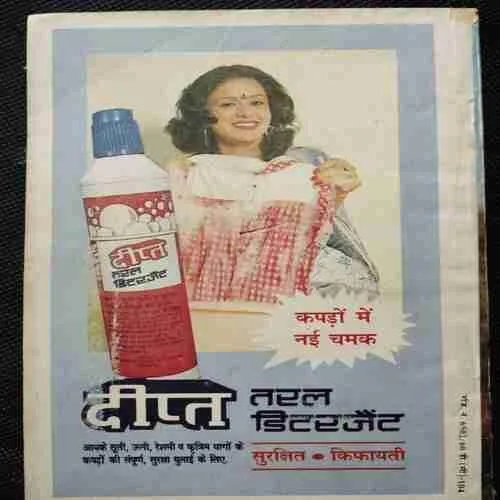 दीप्त
तरल
डिटरजैंट
कपड़ों में
नई चमक
दीप्त तरल
डिटरजैंट
आपके सूती, ऊनी, रेशमी व कृत्रिम धागों के
कपड़ों की संपूर्ण, सुरक्षा धुलाई के लिए.
सुरक्षित • किफायती